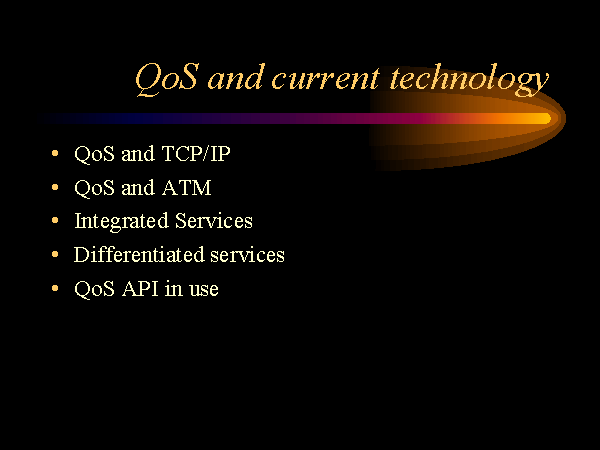 QoS and current technology
• QoS and TCP/IP
• QoS and ATM
• Integrated Services
• Differentiated services
• QoS API in use